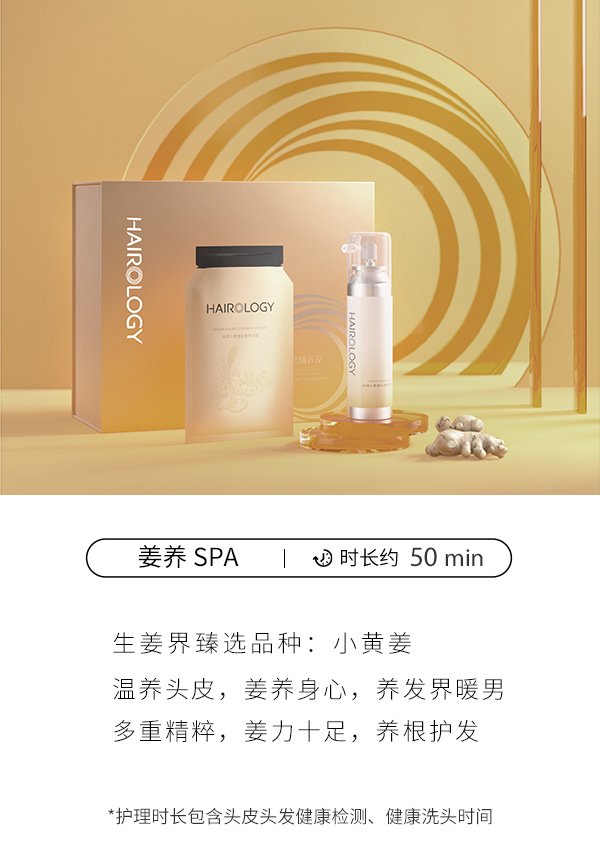 HAIROLOGY
HAIROLOGY
HAIROLOGY
姜养 SPA | 时长约 50 min
生姜界臻选品种：小黄姜
温养头皮，姜养身心，养发界暖男
多重精粹，姜力十足，养根护发
*护理时长包含头皮头发健康检测、健康洗头时间